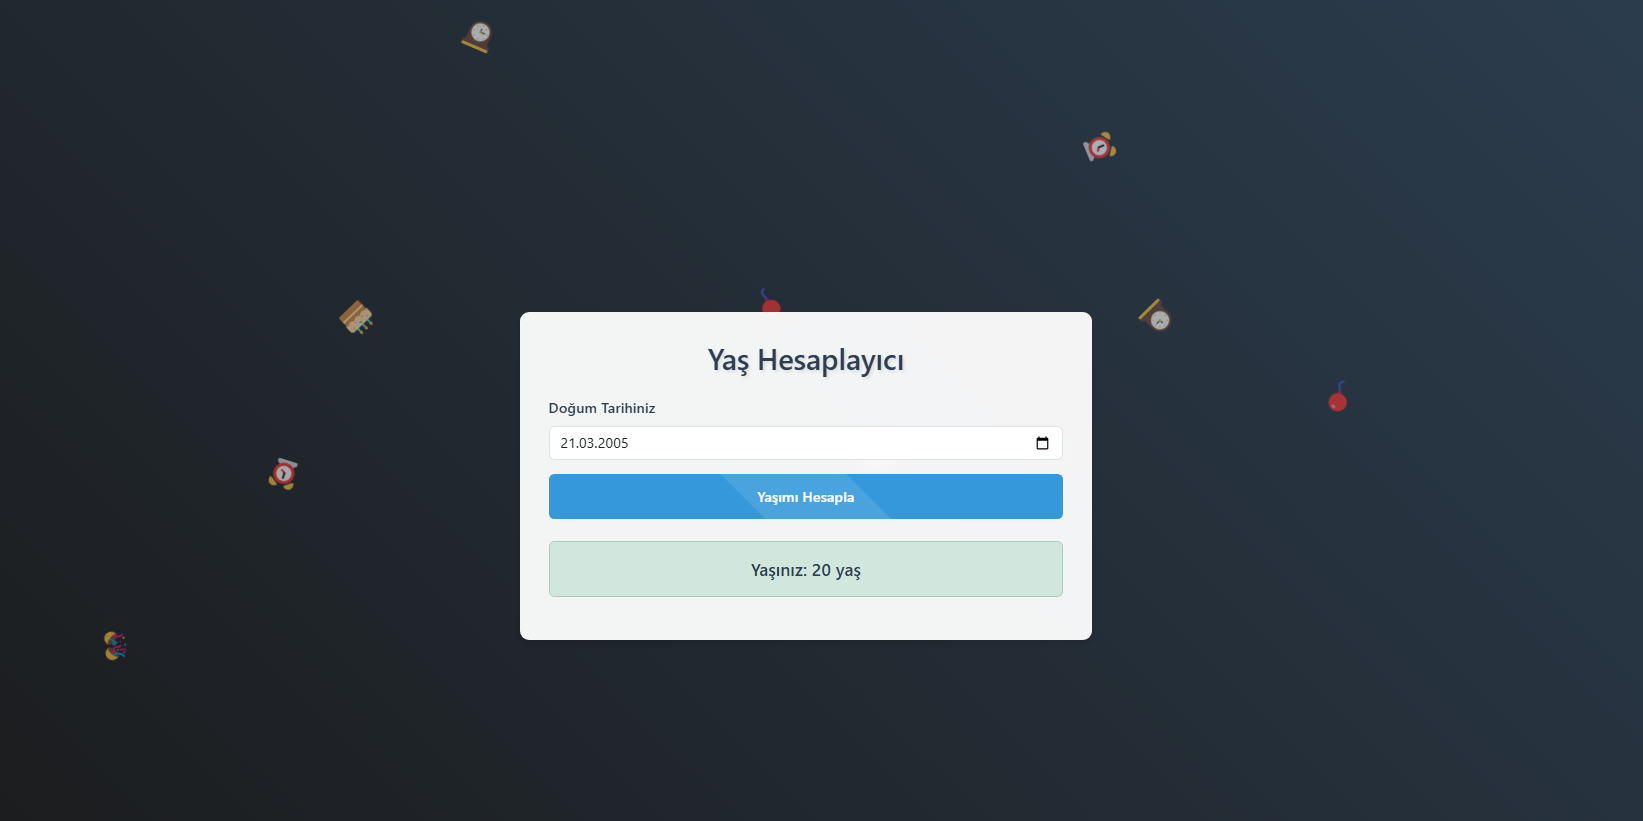 Yaş Hesaplayıcı
Doğum Tarihiniz
21.03.2005
Yaşımı Hesapla
Yaşınız: 20 yaş